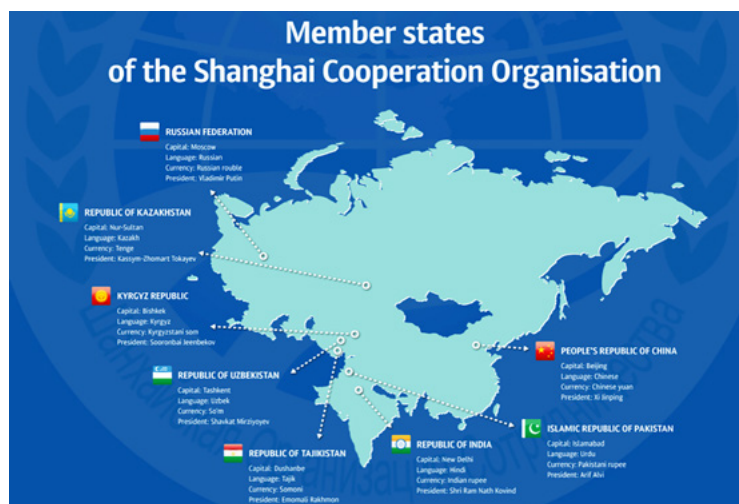 Member states
of the Shanghai Cooperation Organisation
RUSSIAN FEDERATION
Capital: Moscow
Language: Russian
Currency: Russian rouble
President: Vladimir Putin
REPUBLIC OF KAZAKHSTAN
Capital: Nur-Sultan
Language: Kazakh
Currency: Tenge
President: Kassym-Zhomart Tokayev
KYRGYZ REPUBLIC
Capital: Bishkek
Language: Kyrgyz
Currency: Kyrgyzstani som
President: Sooronbai Jeenbekov
REPUBLIC OF UZBEKISTAN
Capital: Tashkent
Language: Uzbek
Currency: So'm
President: Shavkat Mirziyoyev
REPUBLIC OF TAJIKISTAN
Capital: Dushanbe
Language: Tajik
Currency: Somoni
President: Emomali Rakhmon
REPUBLIC OF INDIA
Capital: New Delhi
Language: Hindi
Currency: Indian rupee
President: Shri Ram Nath Kovind
PEOPLE'S REPUBLIC OF CHINA
Capital: Beijing
Language: Chinese
Currency: Chinese yuan
President: Xi Jinping
ISLAMIC REPUBLIC OF PAKISTAN
Capital: Islamabad
Language: Urdu
Currency: Pakistani rupee
President: Arif Alvi